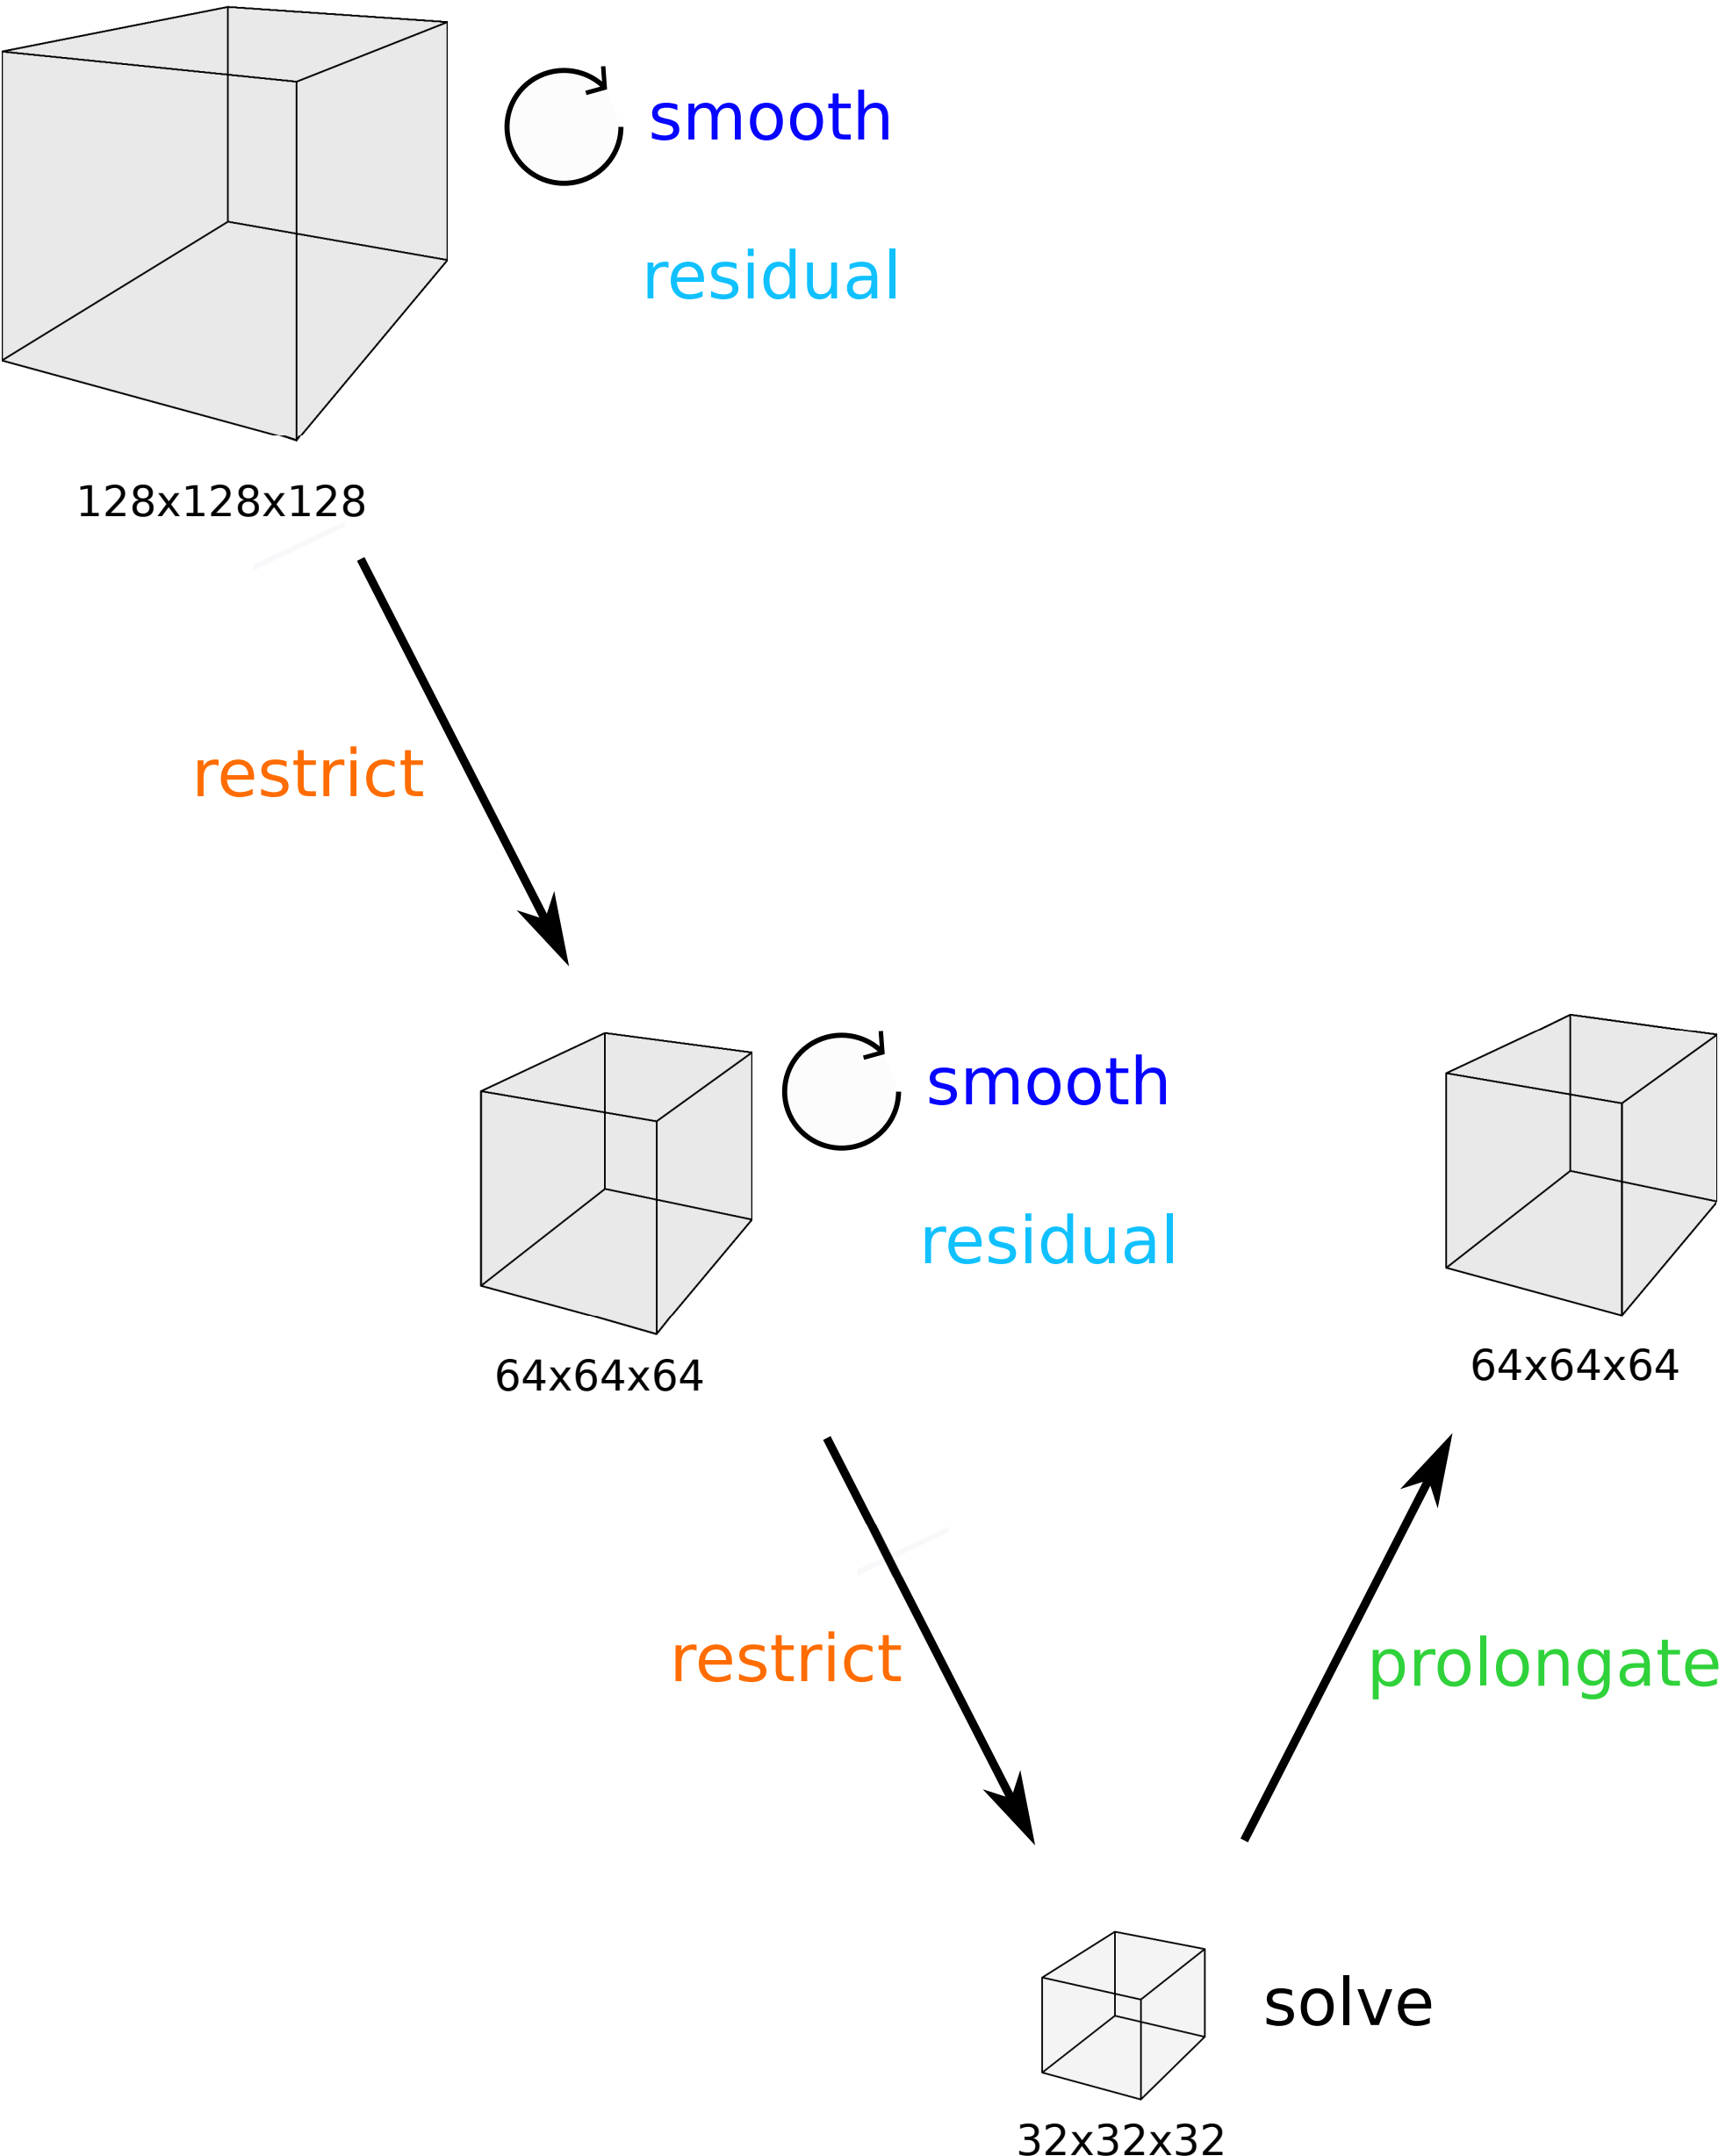 smooth
residual
128x128x128
restrict
smooth
residual
64x64x64
64x64x64
restrict
prolongate
solve
32x32x32